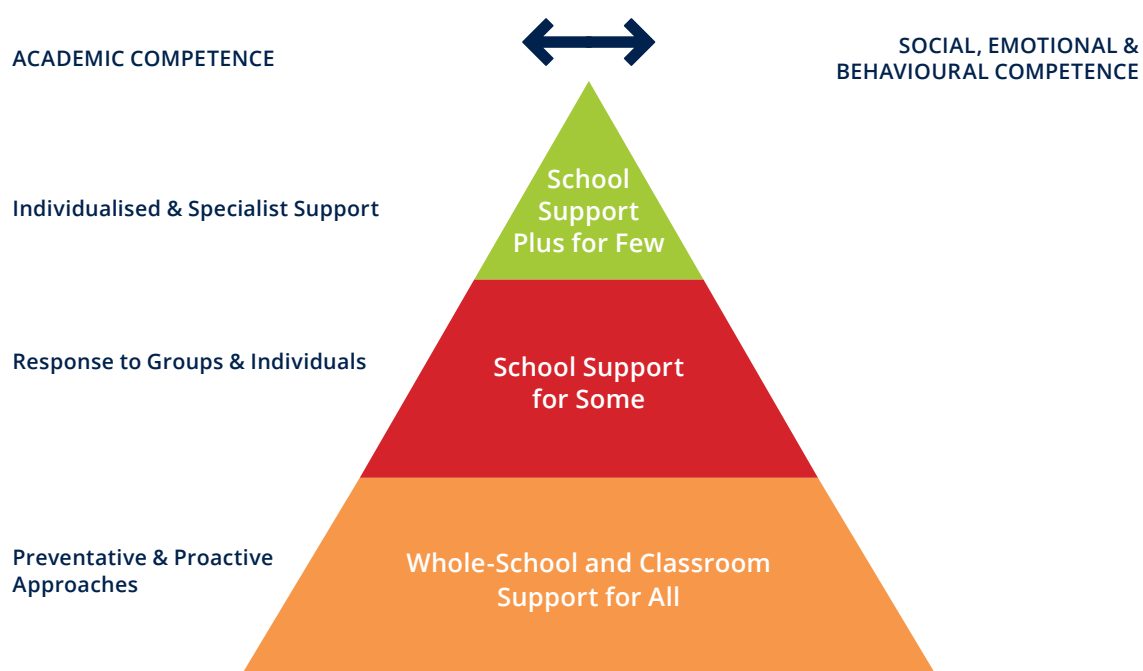 ACADEMIC COMPETENCE
SOCIAL, EMOTIONAL &
BEHAVIOURAL COMPETENCE
Individualised & Specialist Support
School
Support
Plus for Few
Response to Groups & Individuals
School Support
for Some
Preventative & Proactive
Approaches
Whole-School and Classroom
Support for All